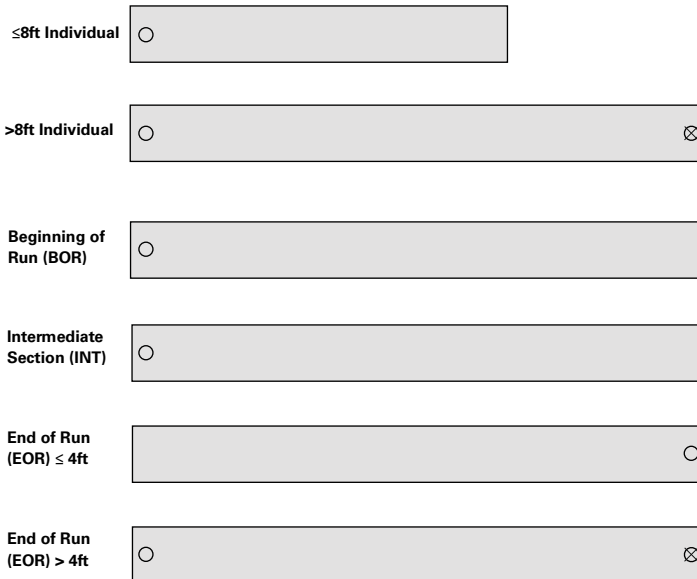 ≤8ft Individual
>8ft Individual
Beginning of
Run (BOR)
Intermediate
Section (INT)
End of Run
(EOR) ≤ 4ft
End of Run
(EOR) > 4ft